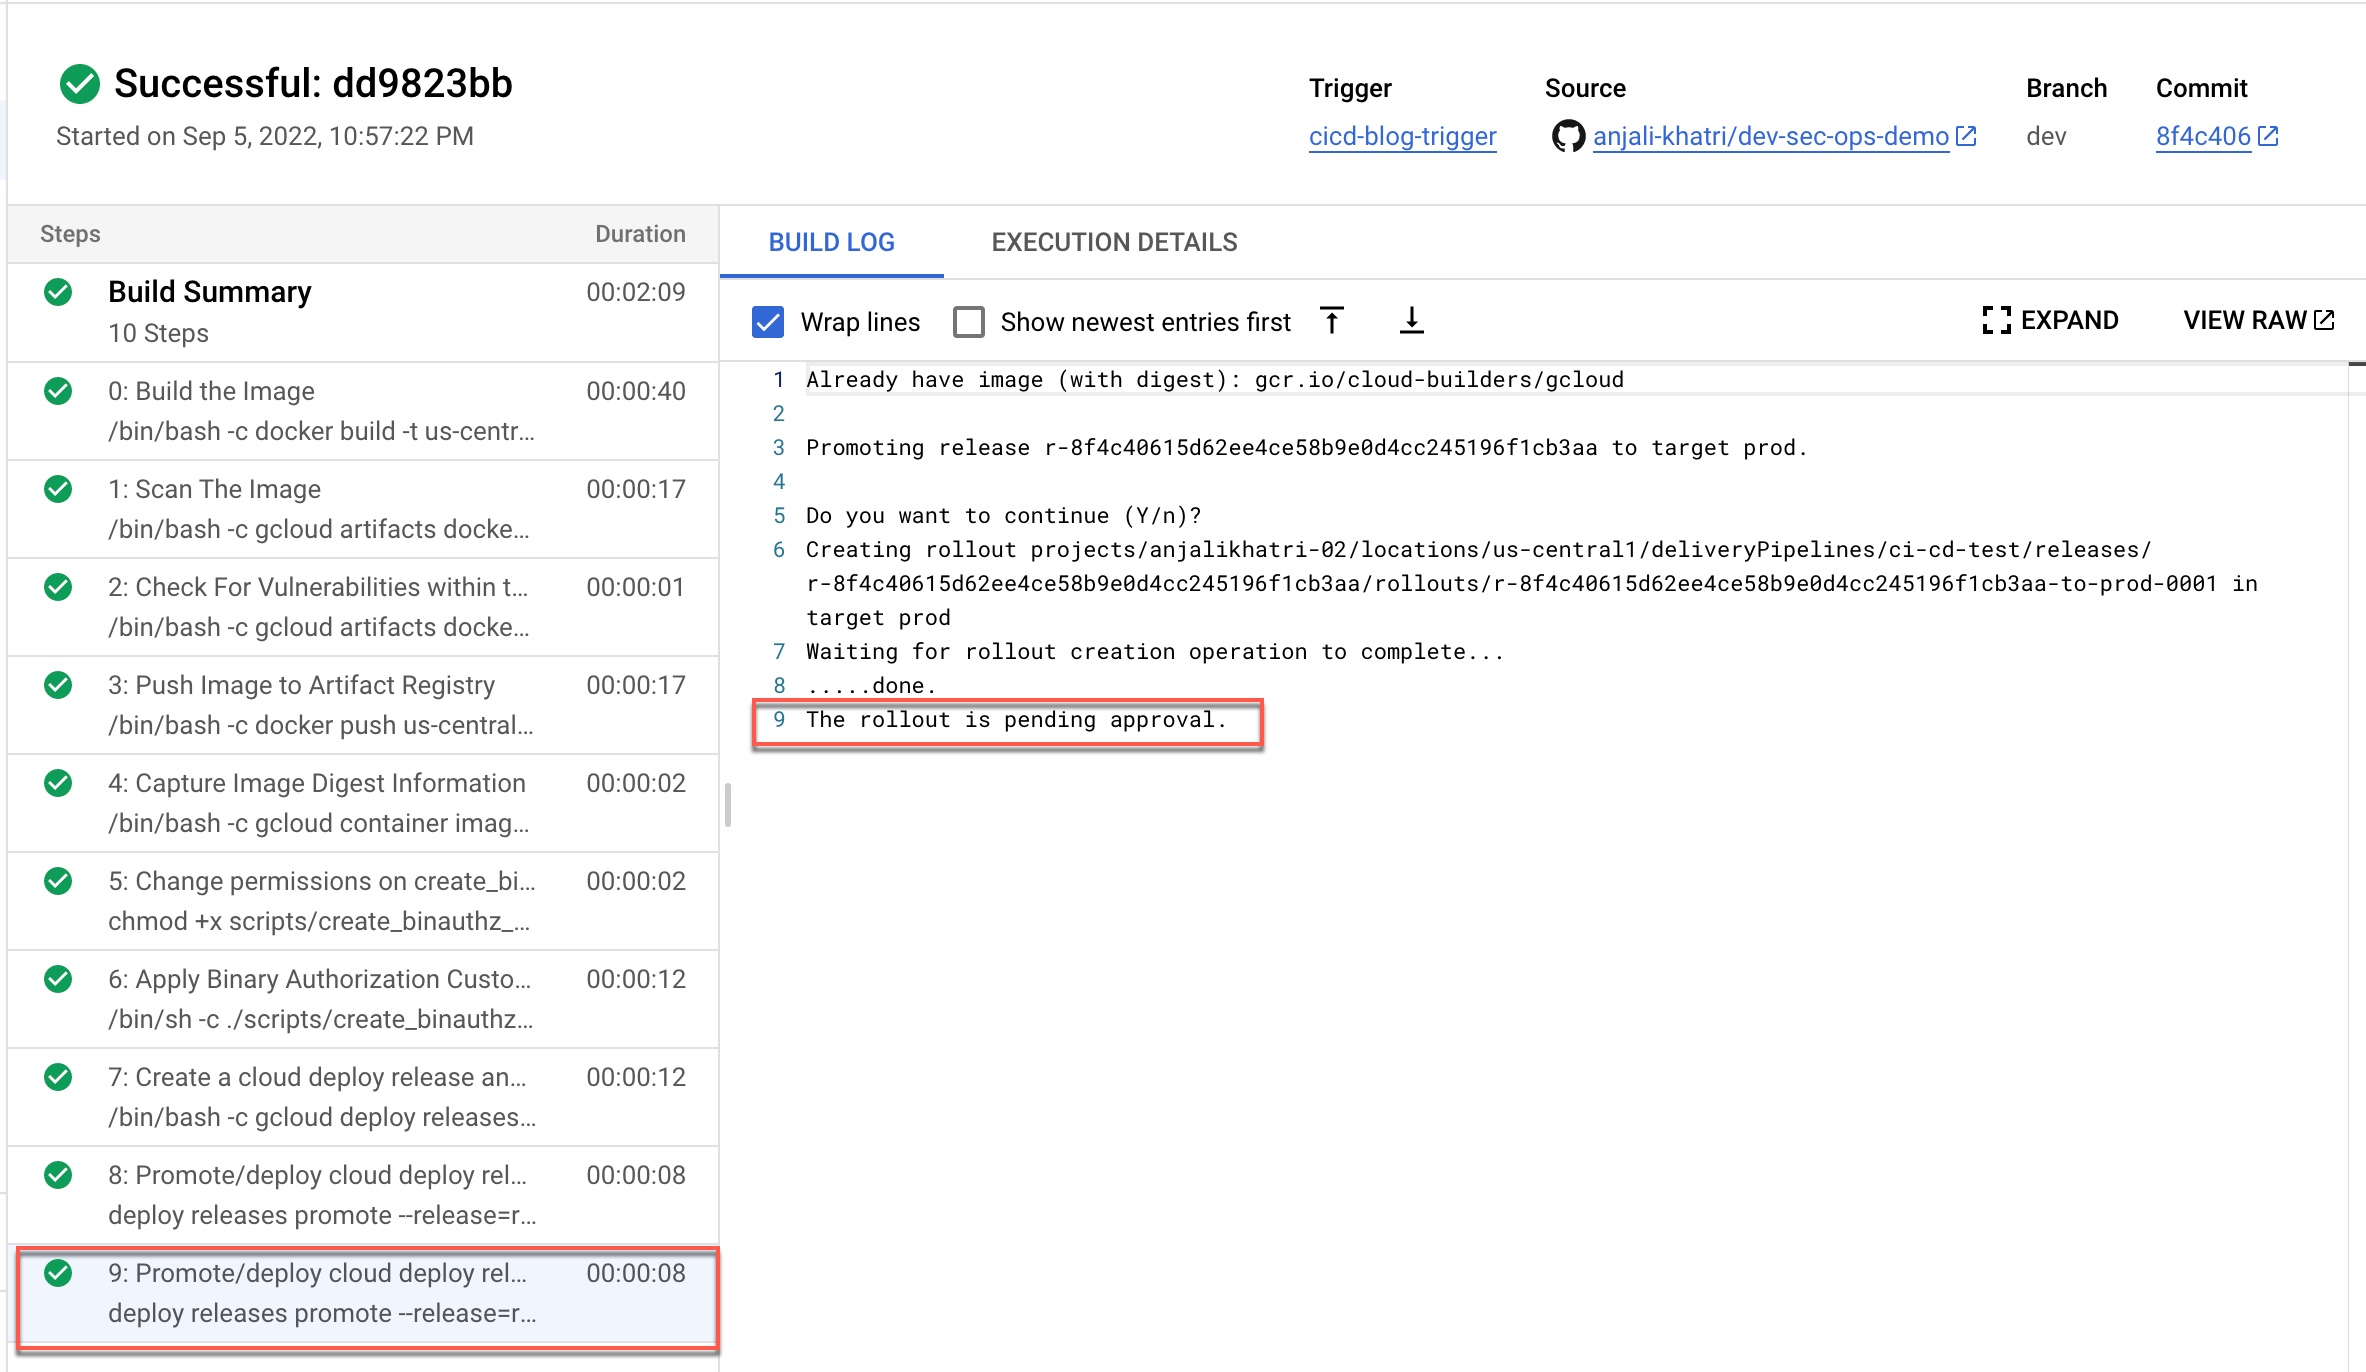 Successful: dd9823bb
Started on Sep 5, 2022, 10:57:22 PM
Trigger
cicd-blog-trigger
Source
anjali-khatri/dev-sec-ops-demo
Branch
dev
Commit
8f4c406
Steps Duration
Build Summary 00:02:09
10 Steps
0: Build the Image 00:00:40
/bin/bash -c docker build -t us-centr...
1: Scan The Image 00:00:17
/bin/bash -c gcloud artifacts docke...
2: Check For Vulnerabilities within t... 00:00:01
/bin/bash -c gcloud artifacts docke...
3: Push Image to Artifact Registry 00:00:17
/bin/bash -c docker push us-central...
4: Capture Image Digest Information 00:00:02
/bin/bash -c gcloud container imag...
5: Change permissions on create_bi... 00:00:02
chmod +x scripts/create_binauthz_...
6: Apply Binary Authorization Custo... 00:00:12
/bin/sh -c ./scripts/create_binauthz...
7: Create a cloud deploy release an... 00:00:12
/bin/bash -c gcloud deploy releases...
8: Promote/deploy cloud deploy rel... 00:00:08
deploy releases promote --release=r...
9: Promote/deploy cloud deploy rel... 00:00:08
deploy releases promote --release=r...
BUILD LOG EXECUTION DETAILS
Wrap lines Show newest entries first EXPAND VIEW RAW
1 Already have image (with digest): gcr.io/cloud-builders/gcloud
2
3 Promoting release r-8f4c40615d62ee4ce58b9e0d4cc245196f1cb3aa to target prod.
4
5 Do you want to continue (Y/n)?
6 Creating rollout projects/anjalikhatri-02/locations/us-central1/deliveryPipelines/ci-cd-test/releases/
r-8f4c40615d62ee4ce58b9e0d4cc245196f1cb3aa/rollouts/r-8f4c40615d62ee4ce58b9e0d4cc245196f1cb3aa-to-prod-0001 in
target prod
7 Waiting for rollout creation operation to complete...
8 .....done.
9 The rollout is pending approval.